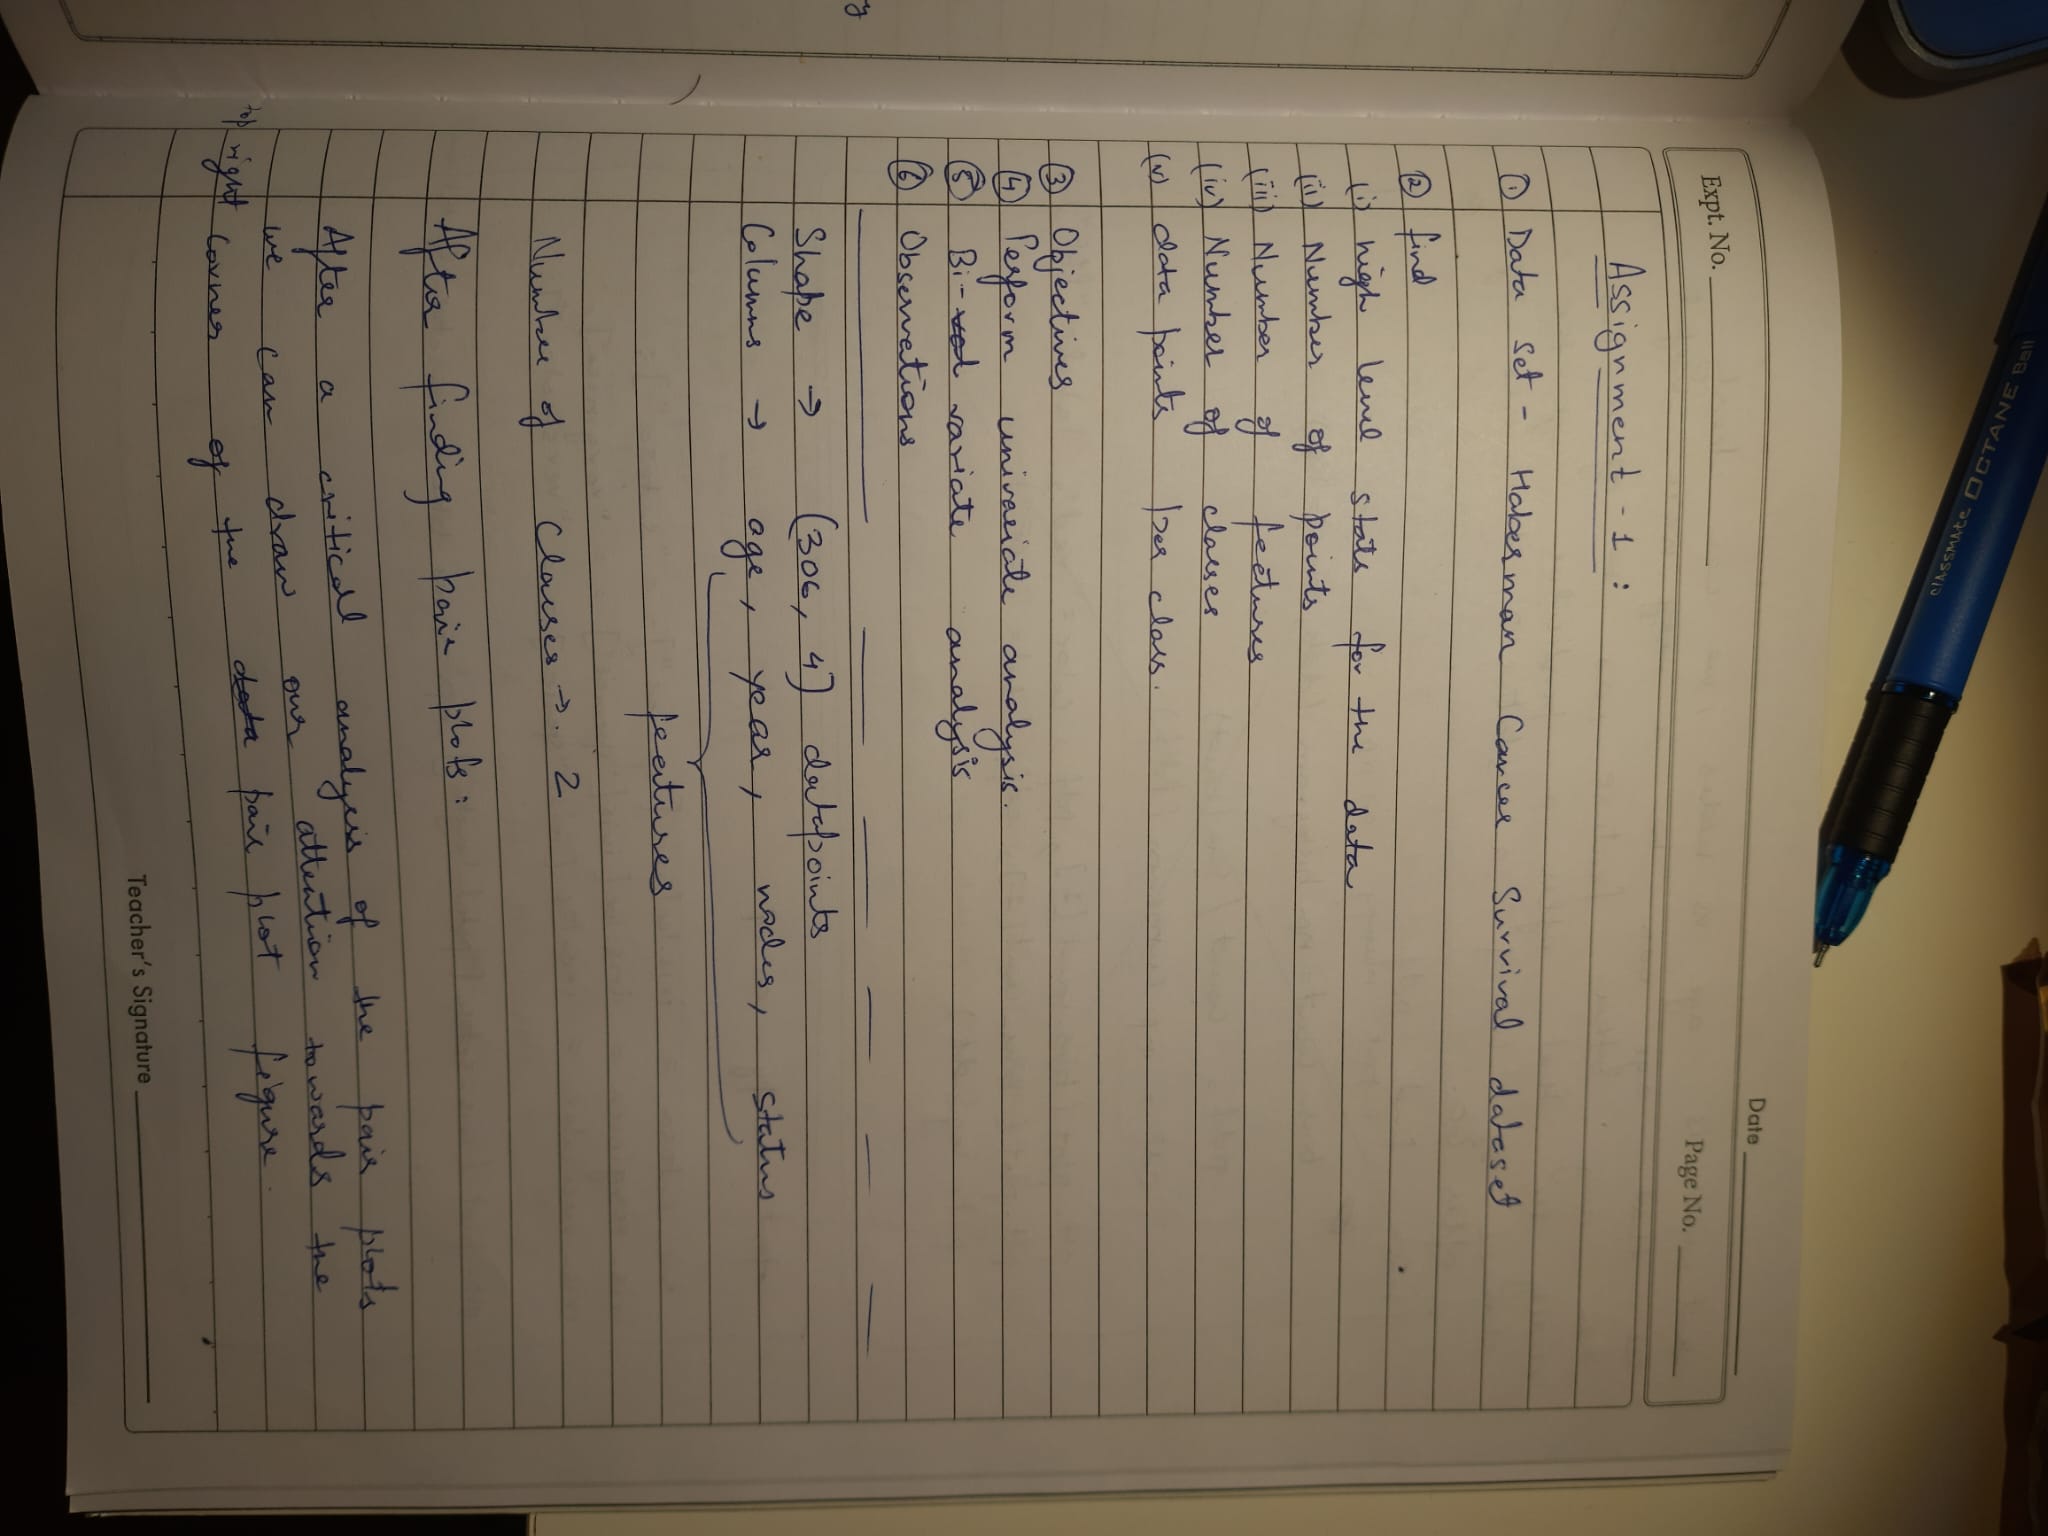 Expt. No.
Date
Page No.
Assignment - 1 :
① Data set - Haberman Cancer Survival dataset
② find
(i) high level stats for the data
(ii) Number of points
(iii) Number of fectures
(iv) Number of classes
(v) data points per class.
③ Objectives
④ Perform univariate analysis.
⑤ Bi- variate analysis
⑥ Observations
Shape → (306, 4) datapoints
Columns → age, year, nodes, status
feetures
Number of Classes → 2
After finding pair plots :
After a critical analysis of the pair plots
we can draw our attention towards the
top right corner of the data pair plot figure.
Teacher's Signature
classmate OCTANE Ball
y